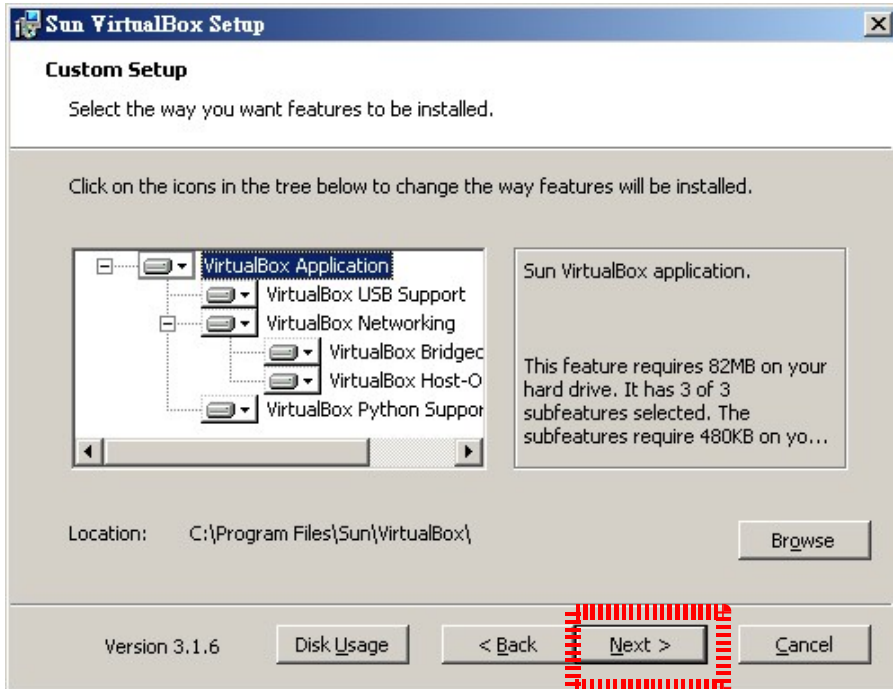 Sun VirtualBox Setup
Custom Setup
Select the way you want features to be installed.
Click on the icons in the tree below to change the way features will be installed.
VirtualBox Application
VirtualBox USB Support
VirtualBox Networking
VirtualBox Bridged
VirtualBox Host-O
VirtualBox Python Suppor
Sun VirtualBox application.
This feature requires 82MB on your
hard drive. It has 3 of 3
subfeatures selected. The
subfeatures require 480KB on yo...
Location: C:\Program Files\Sun\VirtualBox\
Browse
Version 3.1.6
Disk Usage
< Back
Next >
Cancel